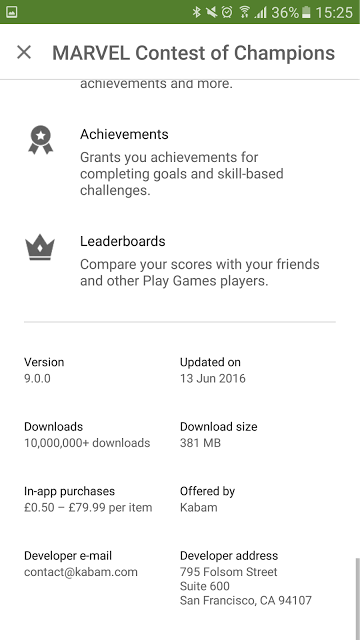 36% 15:25
MARVEL Contest of Champions
achievements and more.
Achievements
Grants you achievements for
completing goals and skill-based
challenges.
Leaderboards
Compare your scores with your friends
and other Play Games players.
Version
9.0.0
Updated on
13 Jun 2016
Downloads
10,000,000+ downloads
Download size
381 MB
In-app purchases
£0.50 – £79.99 per item
Offered by
Kabam
Developer e-mail
contact@kabam.com
Developer address
795 Folsom Street
Suite 600
San Francisco, CA 94107